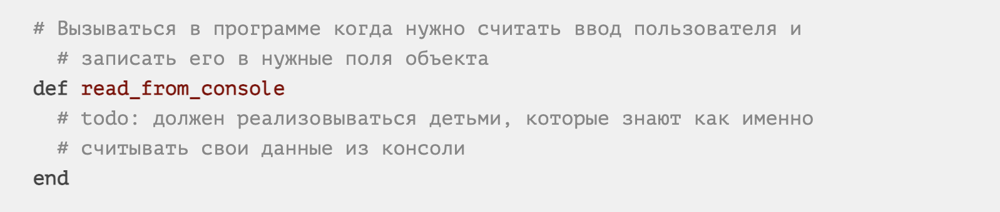 # Вызываться в программе когда нужно считать ввод пользователя и
# записать его в нужные поля объекта
def read_from_console
# todo: должен реализовываться детьми, которые знают как именно
# считывать свои данные из консоли
end